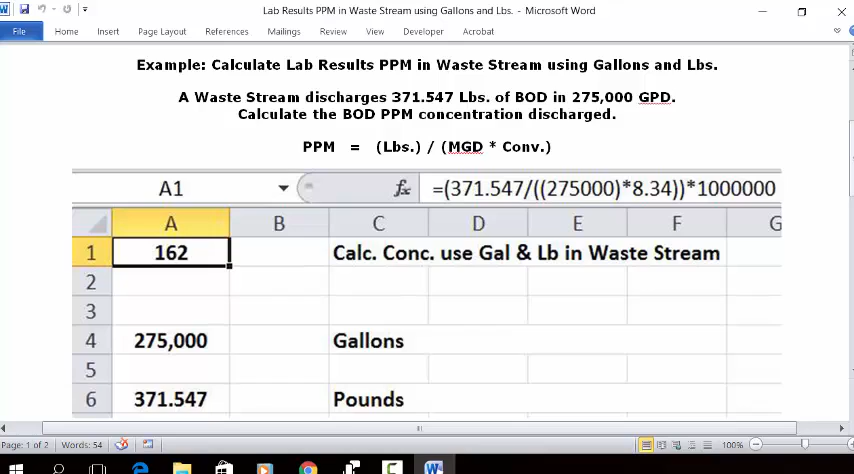 Lab Results PPM in Waste Stream using Gallons and Lbs. - Microsoft Word
File Home Insert Page Layout References Mailings Review View Developer Acrobat
Example: Calculate Lab Results PPM in Waste Stream using Gallons and Lbs.
A Waste Stream discharges 371.547 Lbs. of BOD in 275,000 GPD.
Calculate the BOD PPM concentration discharged.
PPM = (Lbs.) / (MGD * Conv.)
A1 fx =(371.547/((275000)*8.34))*1000000
A B C D E F G
1 162 Calc. Conc. use Gal & Lb in Waste Stream
2
3
4 275,000 Gallons
5
6 371.547 Pounds
Page: 1 of 2 Words: 54 100%